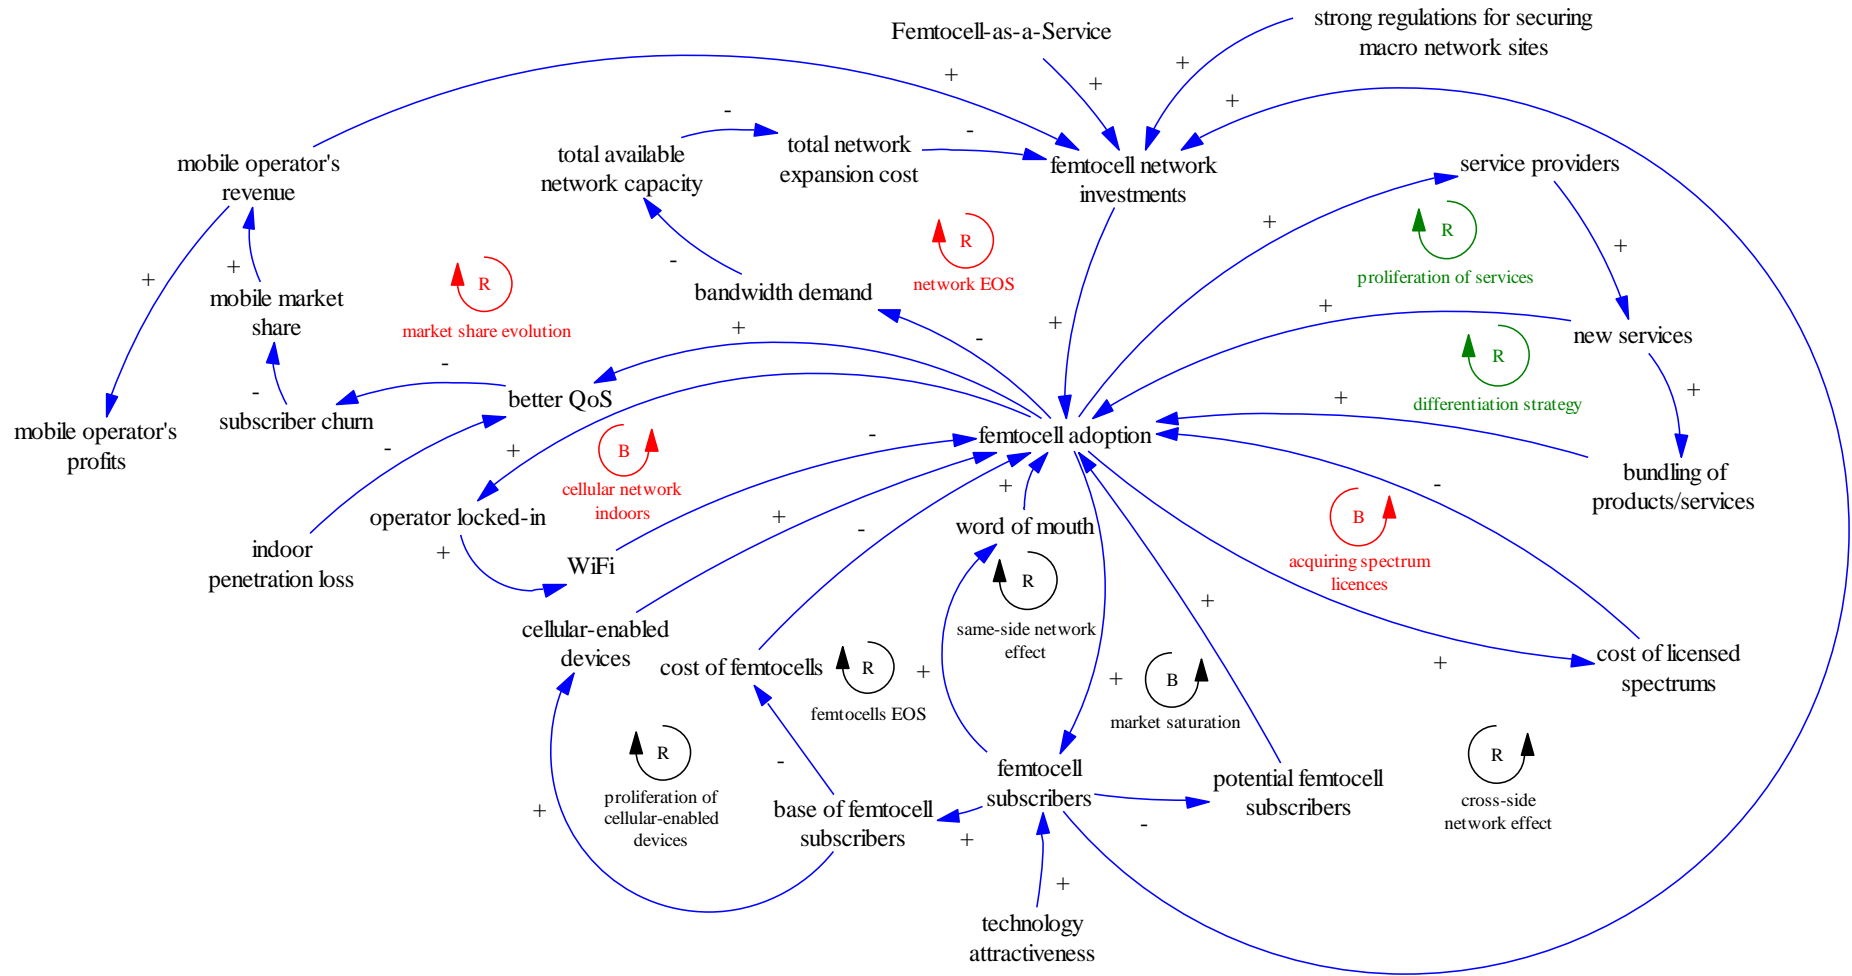 Femtocell-as-a-Service
strong regulations for securing
macro network sites
+
+
+
+
-
-
mobile operator's
revenue
total available
network capacity
total network
expansion cost
femtocell network
investments
service providers
R
network EOS
R
proliferation of services
+
+
+
+
-
mobile market
share
R
market share evolution
bandwidth demand
+
+
+
-
new services
R
differentiation strategy
-
-
+
+
better QoS
subscriber churn
mobile operator's
profits
femtocell adoption
-
-
+
B
cellular network
indoors
bundling of
products/services
-
operator locked-in
+
+
-
+
word of mouth
B
acquiring spectrum
licences
indoor
penetration loss
WiFi
R
same-side network
effect
+
cellular-enabled
devices
cost of femtocells
R
femtocells EOS
+
+
B
market saturation
+
cost of licensed
spectrums
R
proliferation of
cellular-enabled
devices
-
+
femtocell
subscribers
potential femtocell
subscribers
R
cross-side
network effect
base of femtocell
subscribers
+
-
+
technology
attractiveness